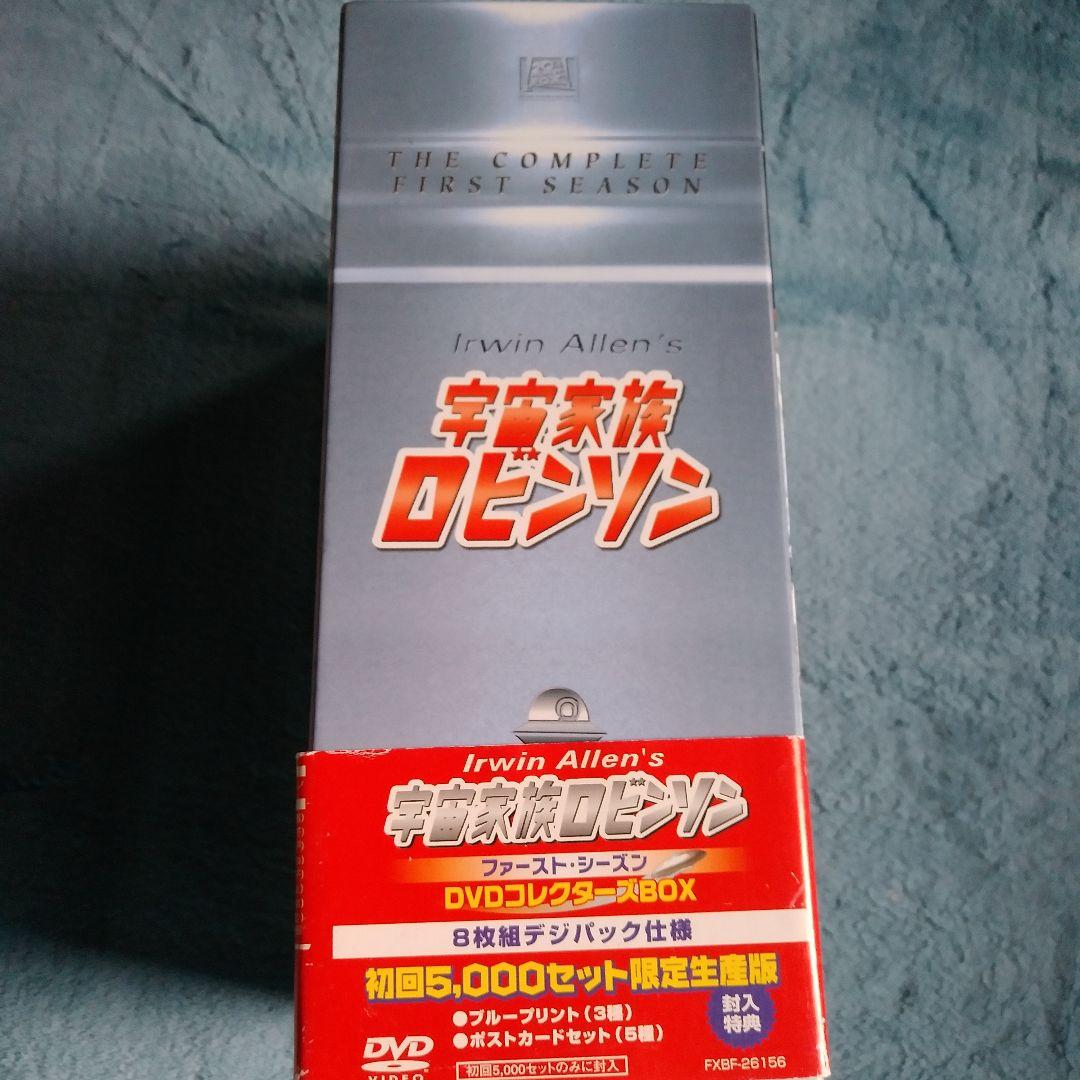 THE COMPLETE
FIRST SEASON
Irwin Allen's
宇宙家族
ロビンソン
Irwin Allen's
宇宙家族ロビンソン
ファースト・シーズン
DVDコレクターズBOX
8枚組デジパック仕様
初回5,000セット限定生産版
●ブループリント（3種）
●ポストカードセット（5種）
封入
特典
DVD
VIDEO
初回5,000セットのみに封入
FXBF-26156